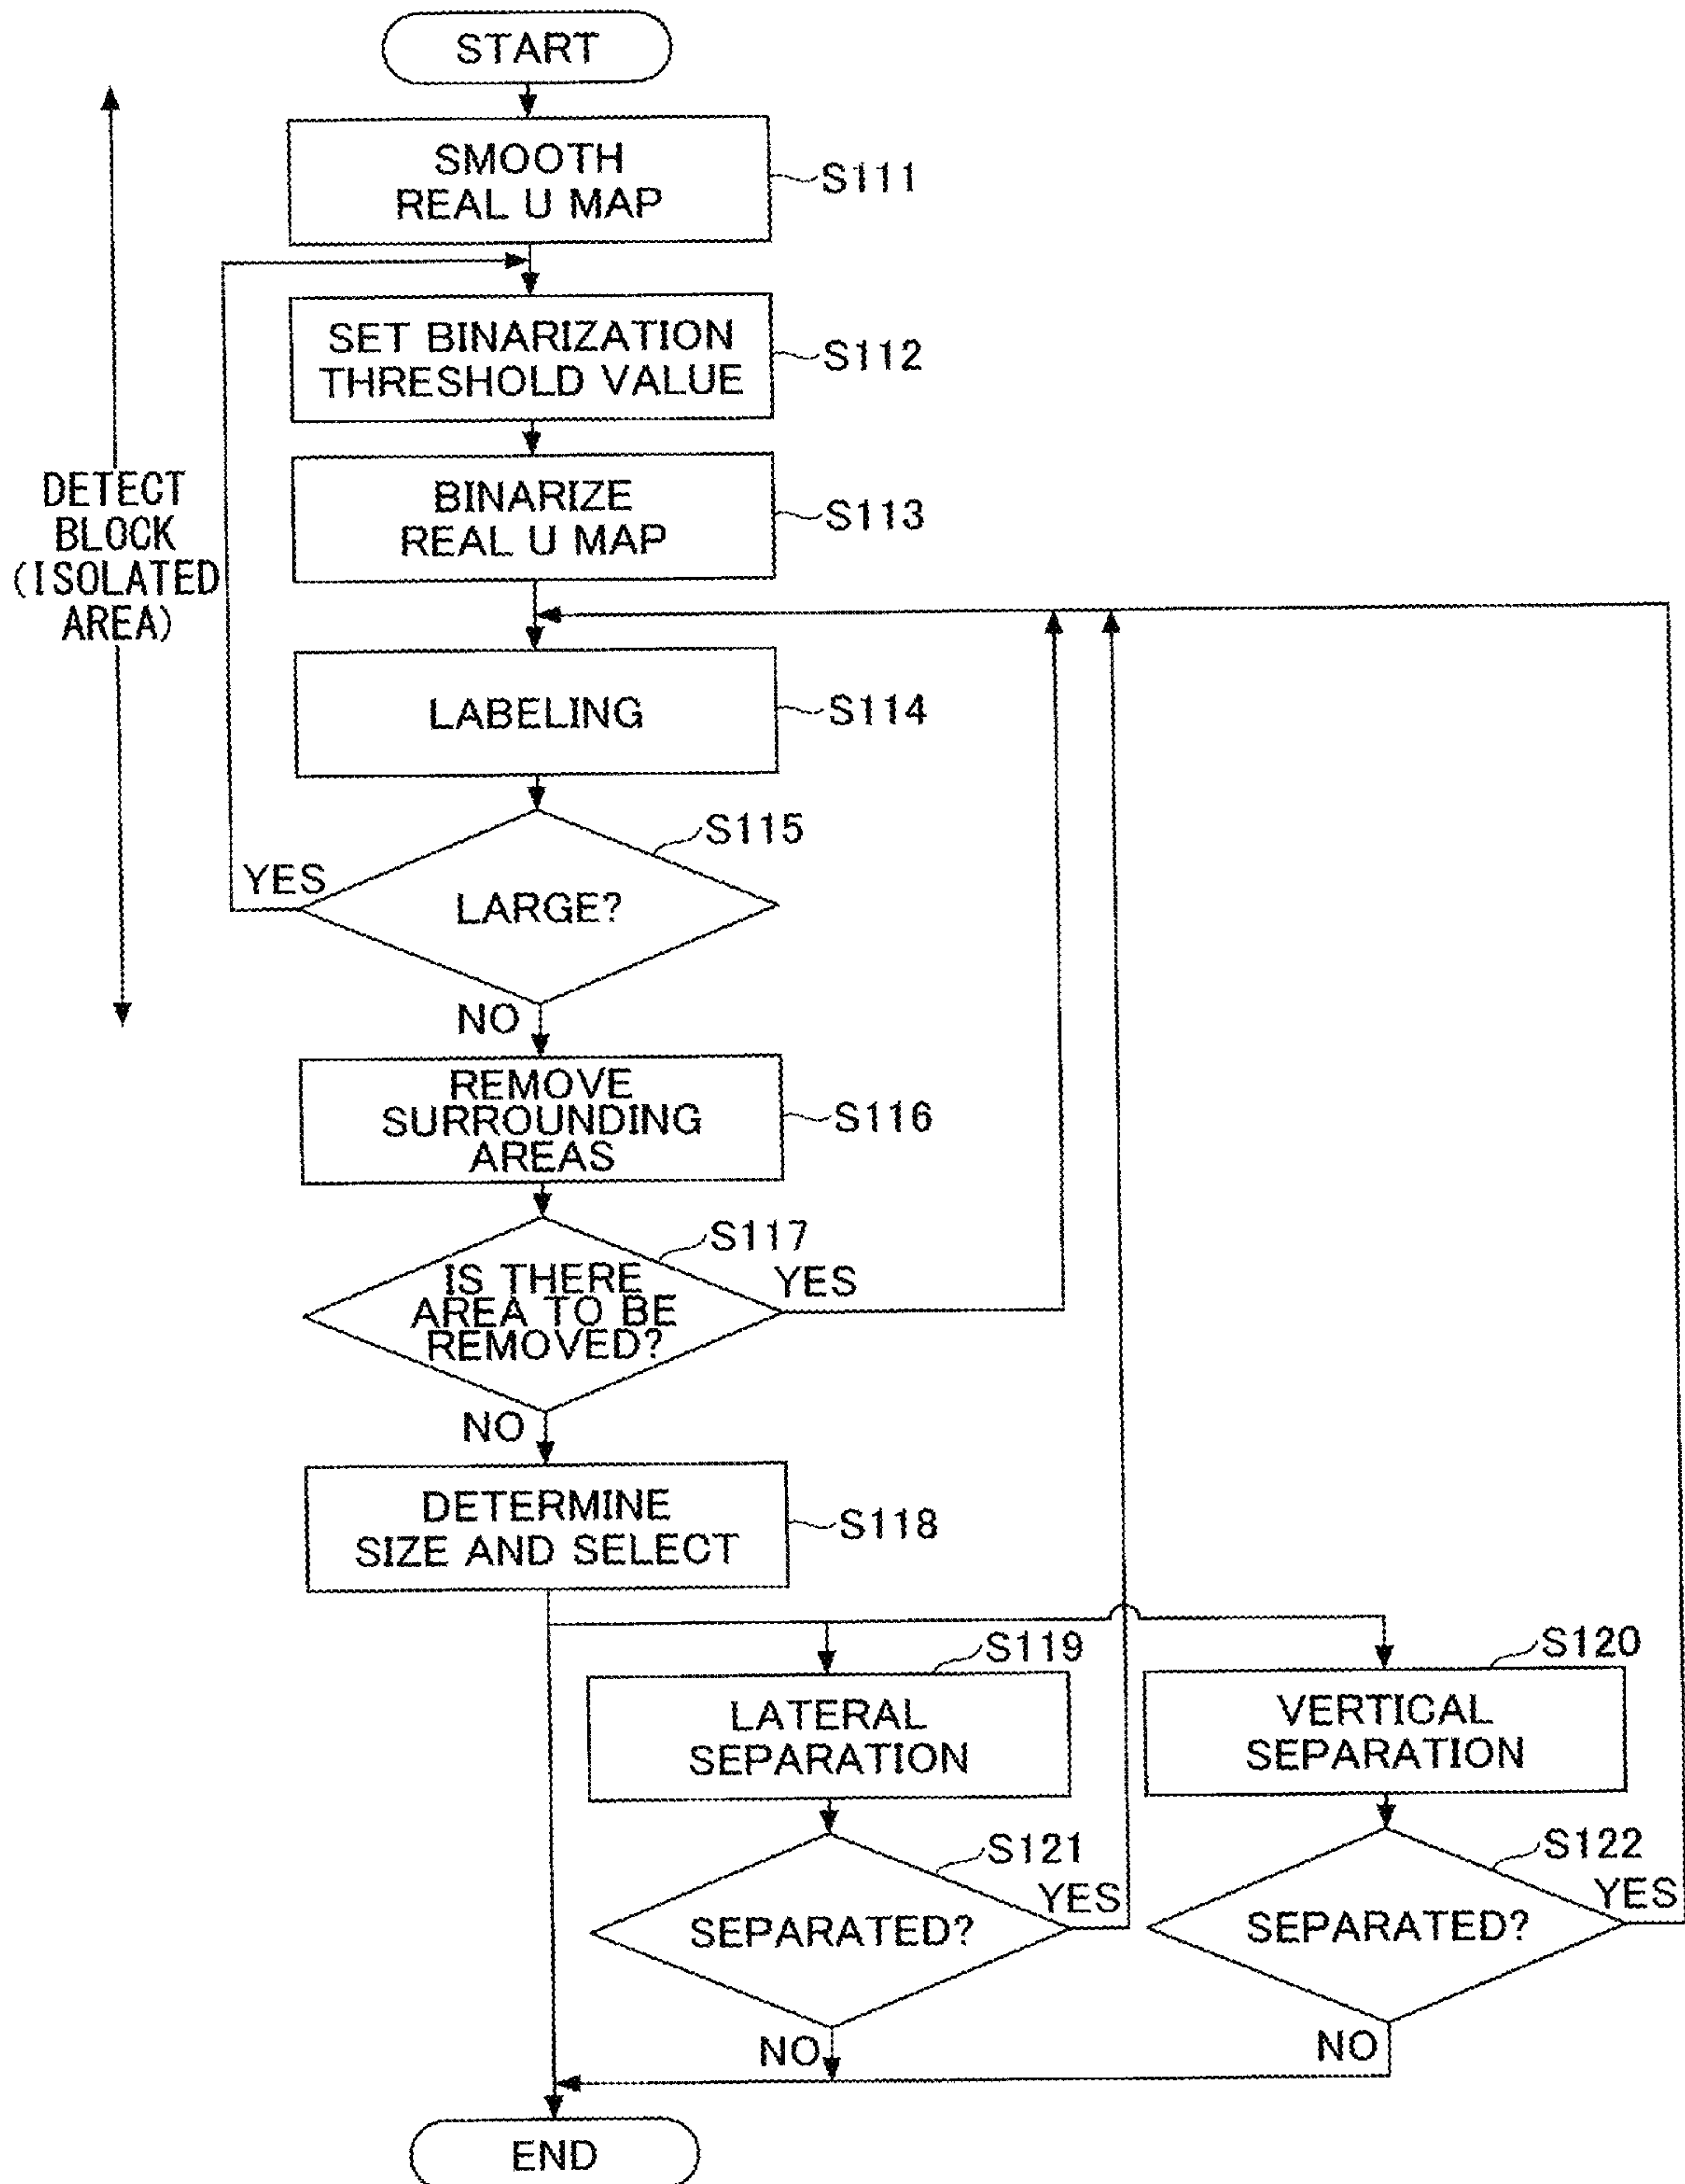 START
SMOOTH
REAL U MAP
S111
SET BINARIZATION
THRESHOLD VALUE
S112
DETECT
BLOCK
(ISOLATED
AREA)
BINARIZE
REAL U MAP
S113
LABELING
S114
S115
YES
LARGE?
NO
REMOVE
SURROUNDING
AREAS
S116
S117
IS THERE
AREA TO BE
REMOVED?
YES
NO
DETERMINE
SIZE AND SELECT
S118
S119
LATERAL
SEPARATION
S120
VERTICAL
SEPARATION
S121
SEPARATED?
YES
NO
S122
SEPARATED?
YES
NO
END